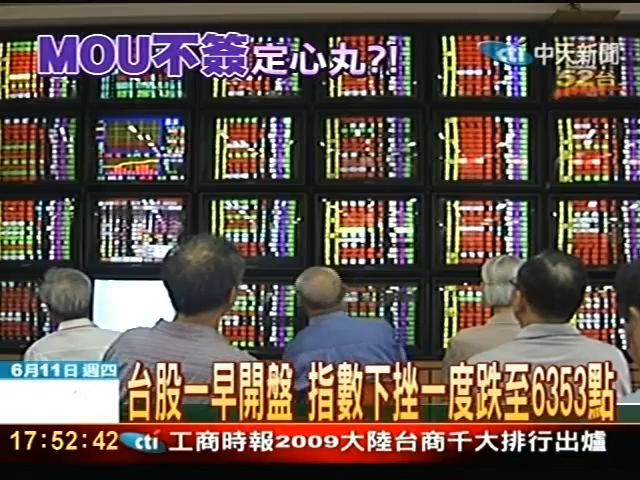 MOU不簽定心丸?!
cti 中天新聞
52台
6月11日 週四
台股一早開盤 指數下挫一度跌至6353點
17:52:42 cti 工商時報2009大陸台商千大排行出爐